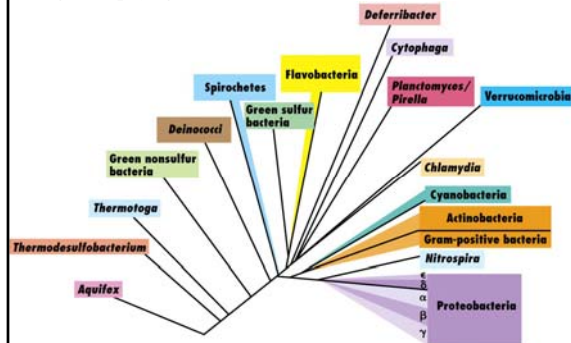 Deferribacter
Cytophaga
Flavobacteria
Spirochetes
Planctomyces/
Pirella
Verrucomicrobia
Green sulfur
bacteria
Deinococci
Green nonsulfur
bacteria
Chlamydia
Cyanobacteria
Thermotoga
Actinobacteria
Gram-positive bacteria
Thermodesulfobacterium
Nitrospira
Aquifex
ε
δ
α
β
γ
Proteobacteria